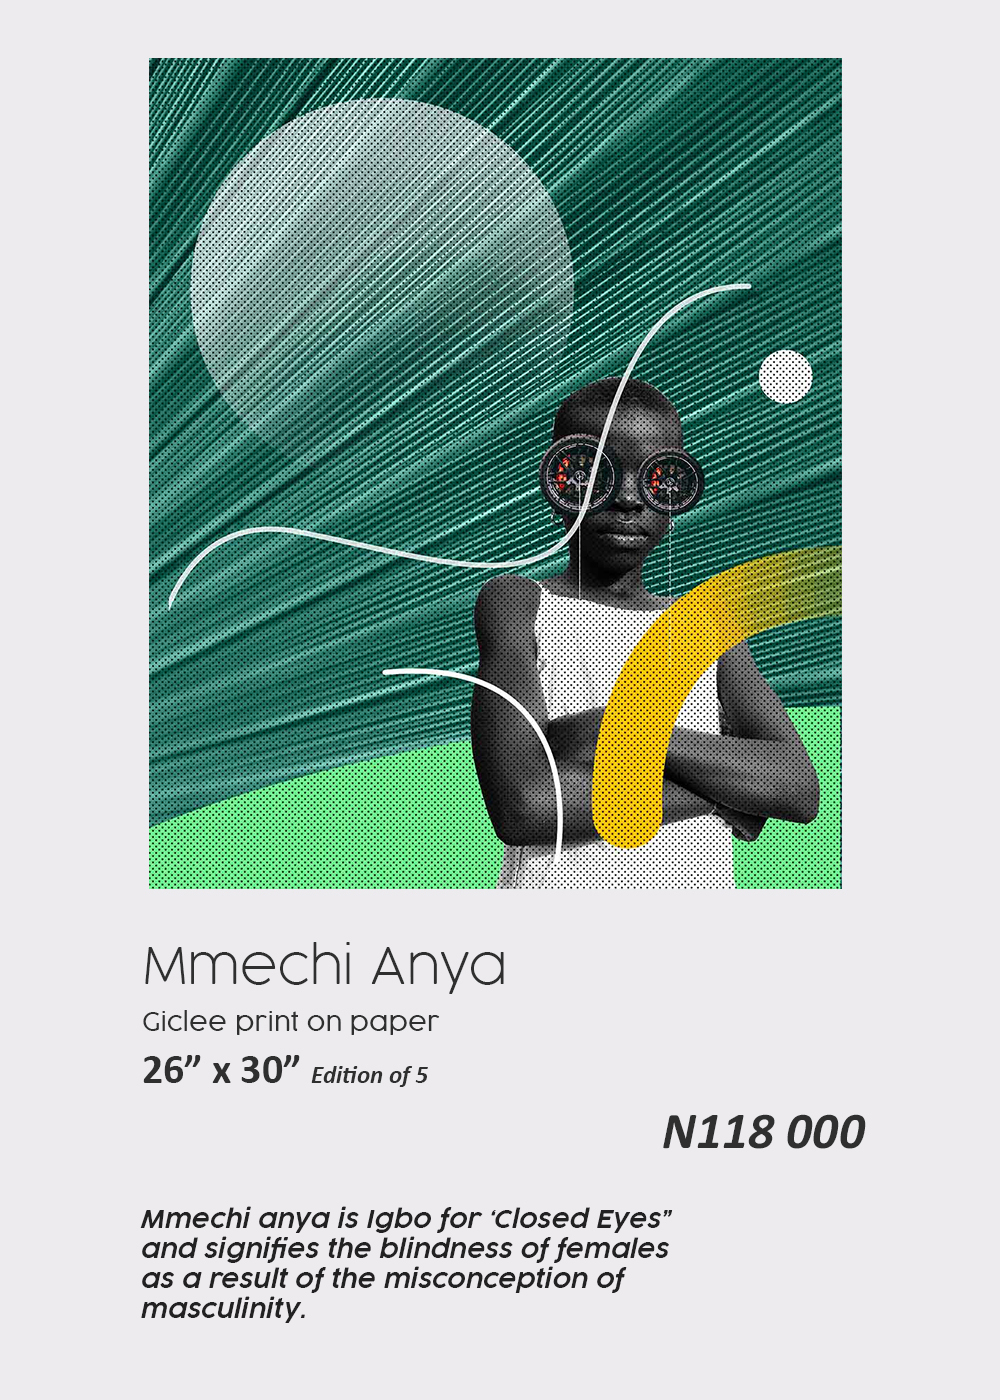 Mmechi Anya
Giclee print on paper
26” x 30” Edition of 5
N118 000
Mmechi anya is Igbo for ‘Closed Eyes”
and signifies the blindness of females
as a result of the misconception of
masculinity.